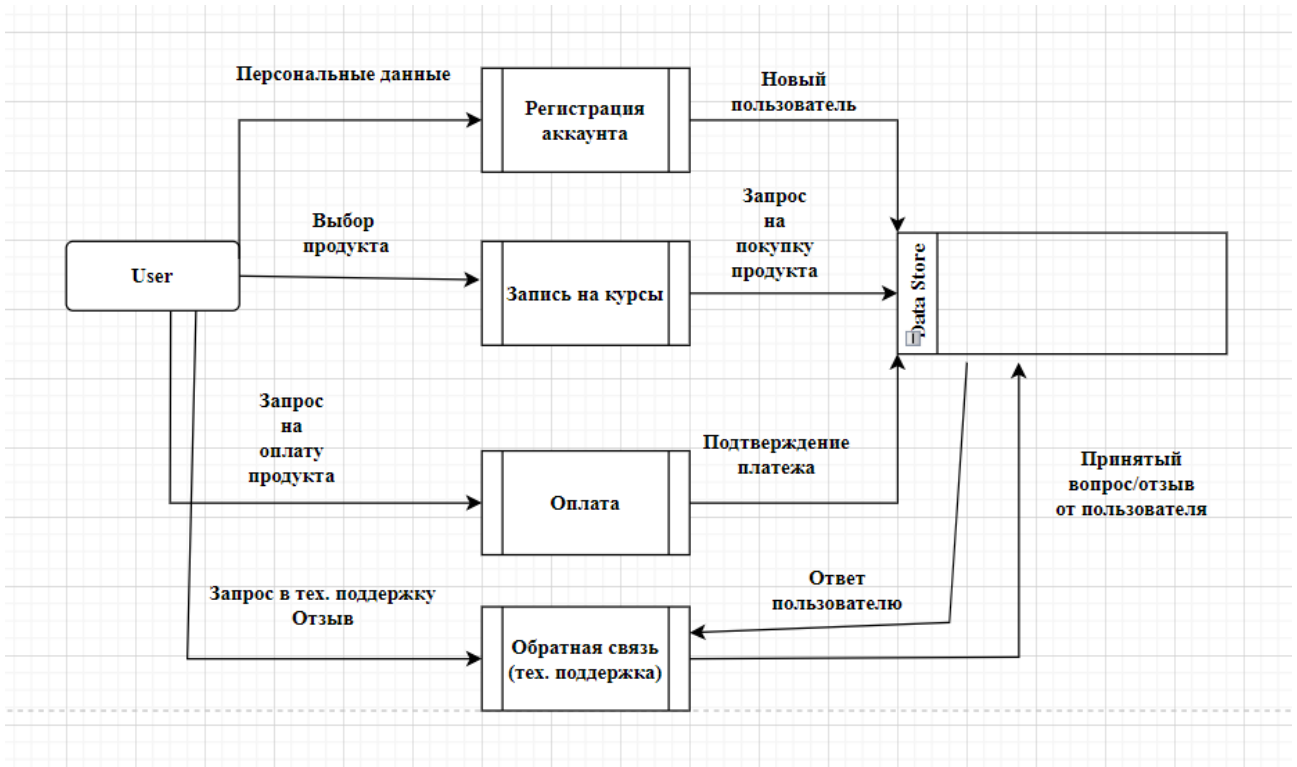 Персональные данные
Регистрация
аккаунта
Новый
пользователь
Выбор
продукта
Запрос
на
покупку
продукта
User
Запись на курсы
Data Store
Запрос
на
оплату
продукта
Оплата
Подтверждение
платежа
Принятый
вопрос/отзыв
от пользователя
Запрос в тех. поддержку
Отзыв
Ответ
пользователю
Обратная связь
(тех. поддержка)